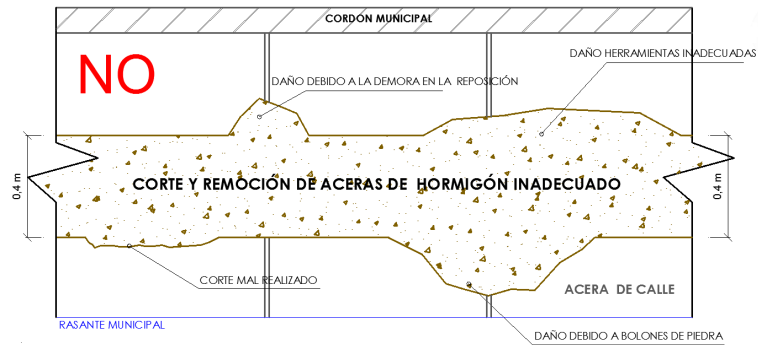 CORDÓN MUNICIPAL
NO
DAÑO HERRAMIENTAS INADECUADAS
DAÑO DEBIDO A LA DEMORA EN LA REPOSICIÓN
0,4 m
CORTE Y REMOCIÓN DE ACERAS DE HORMIGÓN INADECUADO
0,4 m
CORTE MAL REALIZADO
ACERA DE CALLE
RASANTE MUNICIPAL
DAÑO DEBIDO A BOLONES DE PIEDRA